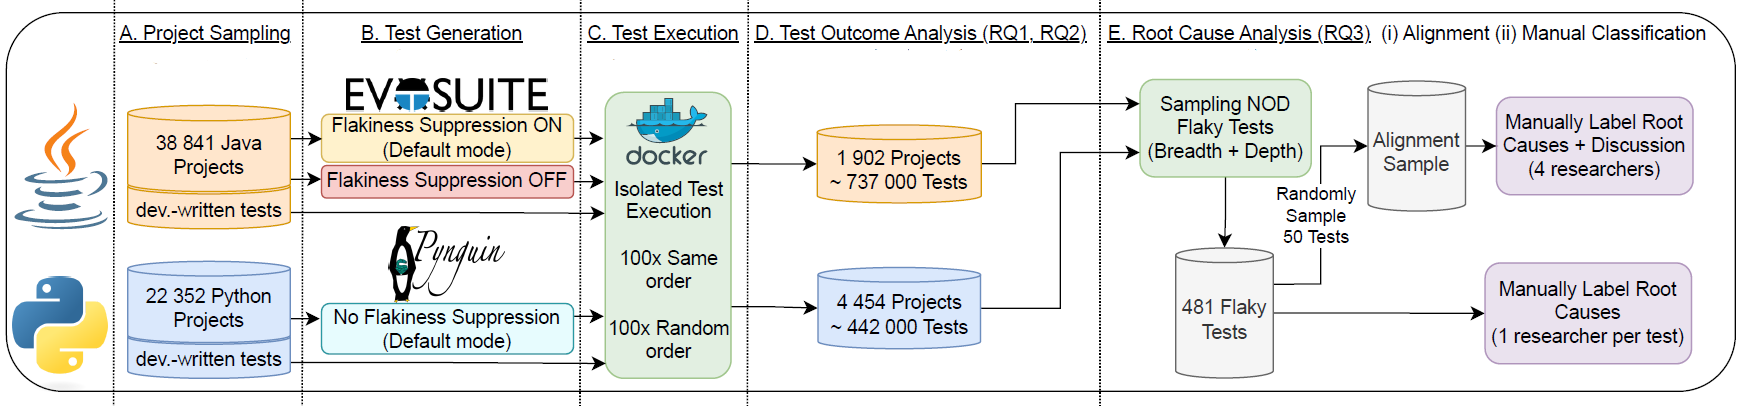 A. Project Sampling
B. Test Generation
C. Test Execution
D. Test Outcome Analysis (RQ1, RQ2)
E. Root Cause Analysis (RQ3) (i) Alignment (ii) Manual Classification
38 841 Java
Projects
dev.-written tests
22 352 Python
Projects
dev.-written tests
EVOSUITE
Flakiness Suppression ON
(Default mode)
Flakiness Suppression OFF
Pynguin
No Flakiness Suppression
(Default mode)
docker
Isolated Test
Execution
100x Same
order
100x Random
order
1 902 Projects
~ 737 000 Tests
4 454 Projects
~ 442 000 Tests
Sampling NOD
Flaky Tests
(Breadth + Depth)
481 Flaky
Tests
Randomly
Sample
50 Tests
Alignment
Sample
Manually Label Root
Causes + Discussion
(4 researchers)
Manually Label Root
Causes
(1 researcher per test)